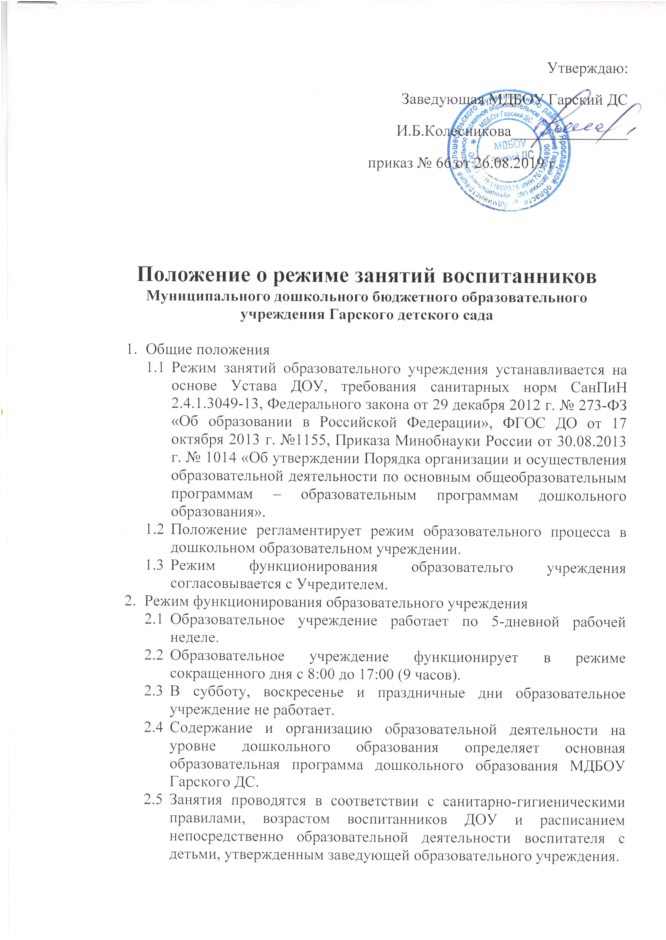 Утверждаю:
Заведующая МДБОУ Гарский ДС
И.Б.Колесникова
приказ № 66 от 26.08.2019 г.
МДБОУ
Гарский ДС
Положение о режиме занятий воспитанников
Муниципального дошкольного бюджетного образовательного
учреждения Гарского детского сада
1. Общие положения
1.1 Режим занятий образовательного учреждения устанавливается на
основе Устава ДОУ, требования санитарных норм СанПиН
2.4.1.3049-13, Федерального закона от 29 декабря 2012 г. № 273-ФЗ
«Об образовании в Российской Федерации», ФГОС ДО от 17
октября 2013 г. №1155, Приказа Минобнауки России от 30.08.2013
г. № 1014 «Об утверждении Порядка организации и осуществления
образовательной деятельности по основным общеобразовательным
программам – образовательным программам дошкольного
образования».
1.2 Положение регламентирует режим образовательного процесса в
дошкольном образовательном учреждении.
1.3 Режим функционирования образовательго учреждения
согласовывается с Учредителем.
2. Режим функционирования образовательного учреждения
2.1 Образовательное учреждение работает по 5-дневной рабочей
неделе.
2.2 Образовательное учреждение функционирует в режиме
сокращенного дня с 8:00 до 17:00 (9 часов).
2.3 В субботу, воскресенье и праздничные дни образовательное
учреждение не работает.
2.4 Содержание и организацию образовательной деятельности на
уровне дошкольного образования определяет основная
образовательная программа дошкольного образования МДБОУ
Гарского ДС.
2.5 Занятия проводятся в соответствии с санитарно-гигиеническими
правилами, возрастом воспитанников ДОУ и расписанием
непосредственно образовательной деятельности воспитателя с
детьми, утвержденным заведующей образовательного учреждения.